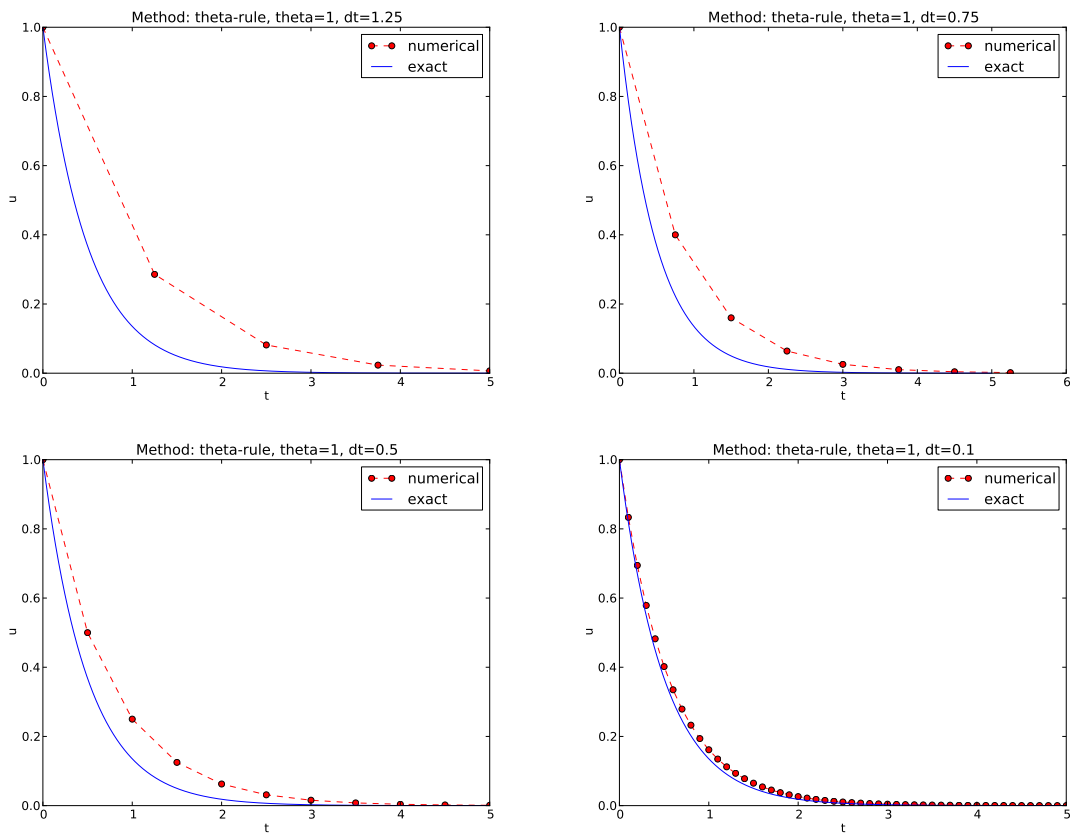 Method: theta-rule, theta=1, dt=1.25
numerical
exact
1.0
0.8
0.6
0.4
0.2
0.0
u
0 1 2 3 4 5
t
Method: theta-rule, theta=1, dt=0.75
numerical
exact
1.0
0.8
0.6
0.4
0.2
0.0
u
0 1 2 3 4 5 6
t
Method: theta-rule, theta=1, dt=0.5
numerical
exact
1.0
0.8
0.6
0.4
0.2
0.0
u
0 1 2 3 4 5
t
Method: theta-rule, theta=1, dt=0.1
numerical
exact
1.0
0.8
0.6
0.4
0.2
0.0
u
0 1 2 3 4 5
t